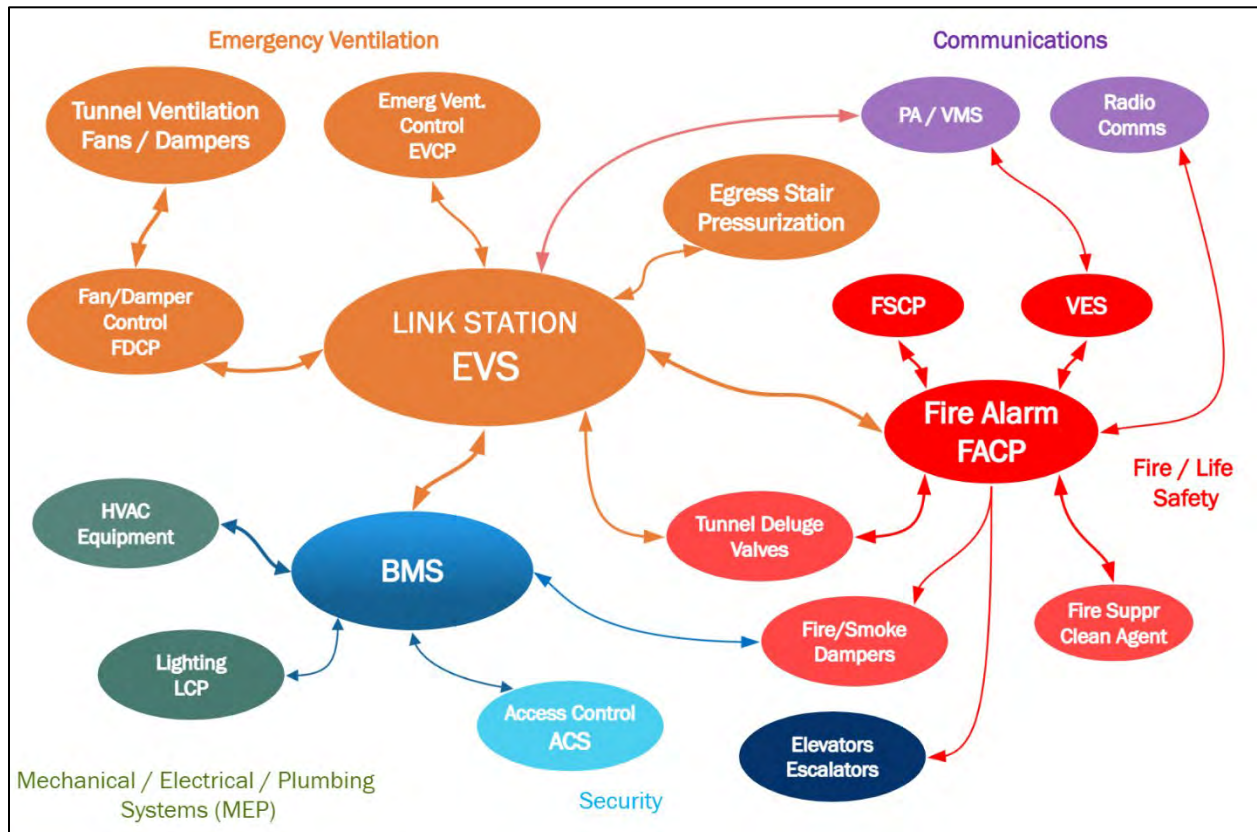 Emergency Ventilation
Communications
Tunnel Ventilation
Fans / Dampers
Emerg Vent.
Control
EVCP
PA / VMS
Radio
Comms
Egress Stair
Pressurization
Fan/Damper
Control
FDCP
LINK STATION
EVS
FSCP
VES
Fire Alarm
FACP
Fire / Life
Safety
HVAC
Equipment
BMS
Tunnel Deluge
Valves
Fire/Smoke
Dampers
Fire Suppr
Clean Agent
Lighting
LCP
Access Control
ACS
Elevators
Escalators
Mechanical / Electrical / Plumbing
Systems (MEP)
Security